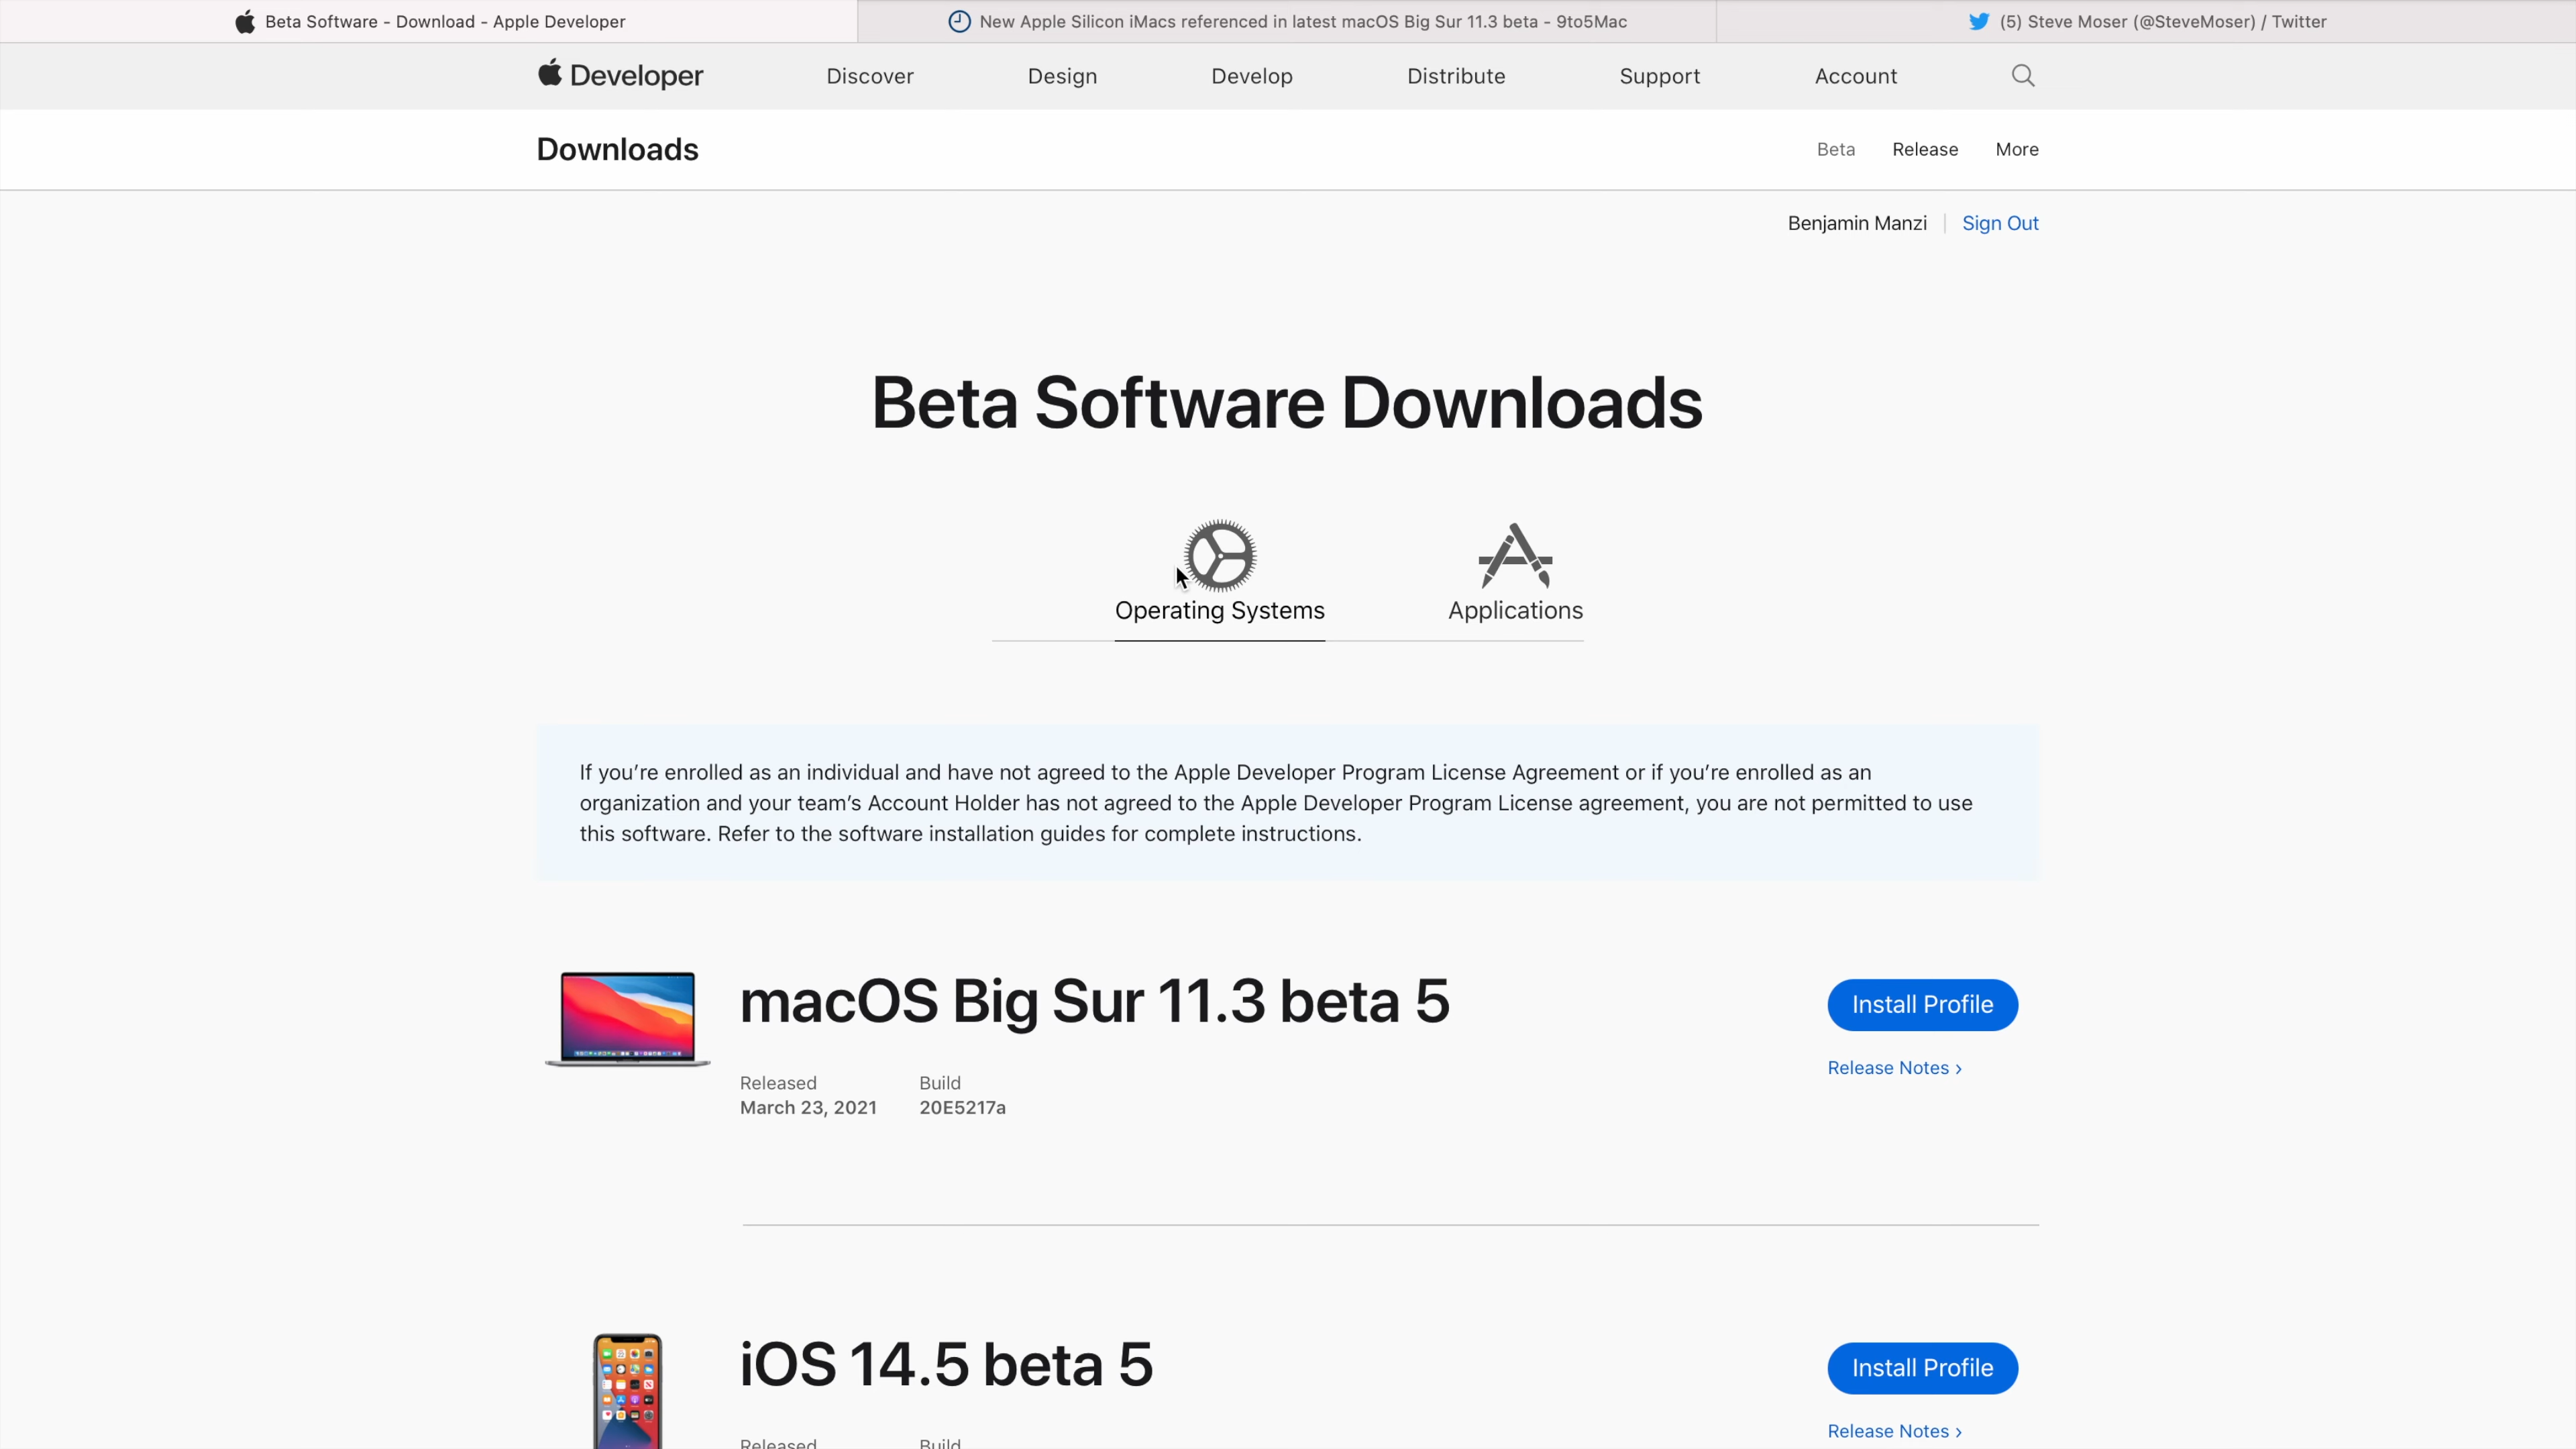 Beta Software - Download - Apple Developer
New Apple Silicon iMacs referenced in latest macOS Big Sur 11.3 beta - 9to5Mac
(5) Steve Moser (@SteveMoser) / Twitter
Developer
Discover
Design
Develop
Distribute
Support
Account
Downloads
Beta
Release
More
Benjamin Manzi
Sign Out
Beta Software Downloads
Operating Systems
Applications
If you’re enrolled as an individual and have not agreed to the Apple Developer Program License Agreement or if you’re enrolled as an
organization and your team’s Account Holder has not agreed to the Apple Developer Program License agreement, you are not permitted to use
this software. Refer to the software installation guides for complete instructions.
macOS Big Sur 11.3 beta 5
Install Profile
Release Notes ›
Released
Build
March 23, 2021
20E5217a
iOS 14.5 beta 5
Install Profile
Release Notes ›
Released
Build